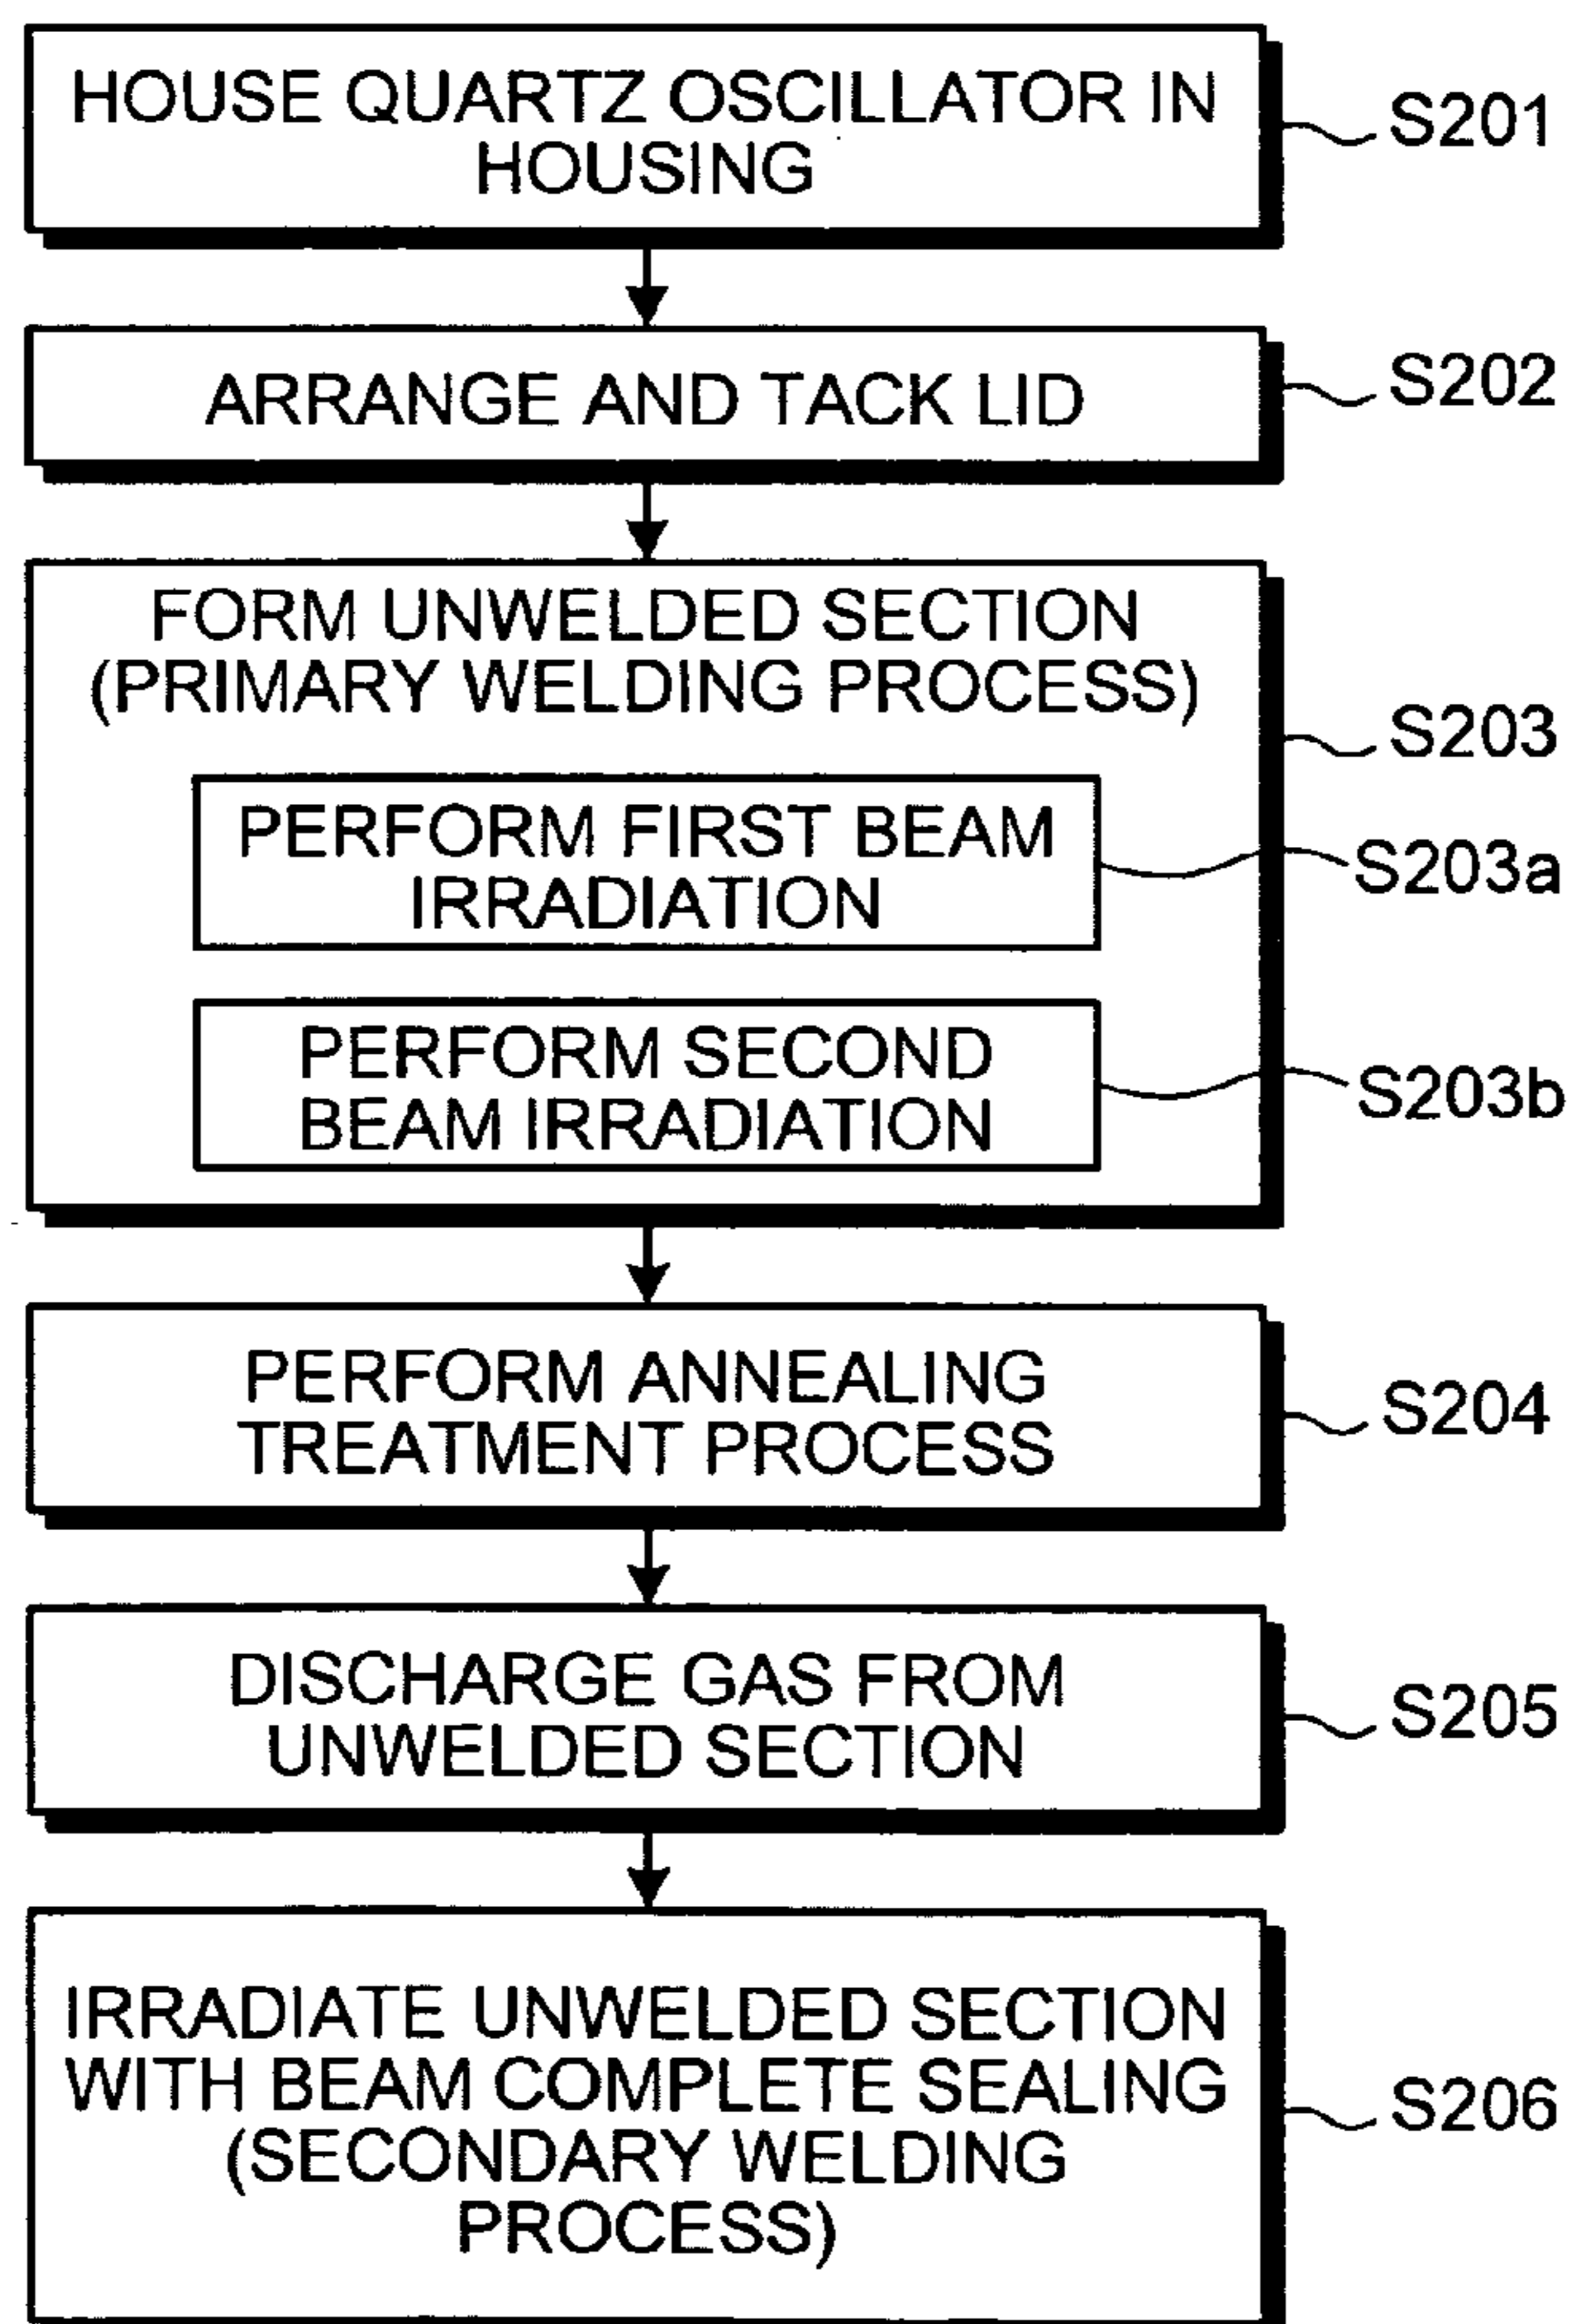 HOUSE QUARTZ OSCILLATOR IN
HOUSING
S201
ARRANGE AND TACK LID
S202
FORM UNWELDED SECTION
(PRIMARY WELDING PROCESS)
S203
PERFORM FIRST BEAM
IRRADIATION
S203a
PERFORM SECOND
BEAM IRRADIATION
S203b
PERFORM ANNEALING
TREATMENT PROCESS
S204
DISCHARGE GAS FROM
UNWELDED SECTION
S205
IRRADIATE UNWELDED SECTION
WITH BEAM COMPLETE SEALING
(SECONDARY WELDING
PROCESS)
S206